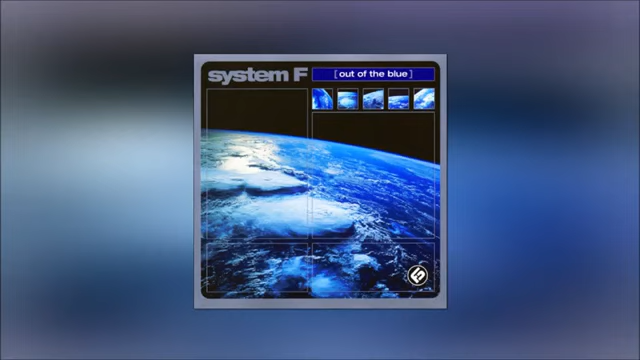 system F
[ out of the blue ]